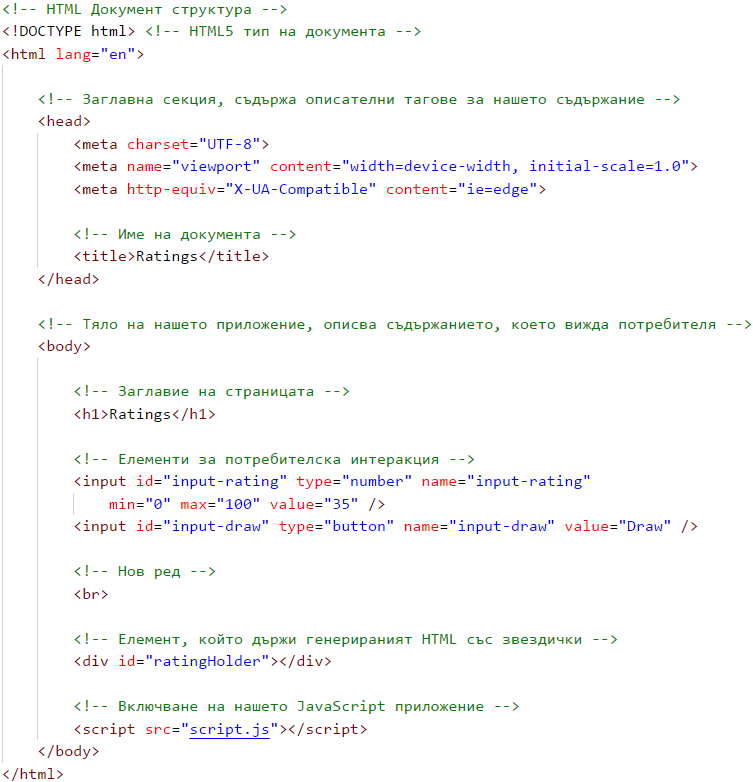 <!-- HTML Документ структура -->
<!DOCTYPE html> <!-- HTML5 тип на документа -->
<html lang="en">
<!-- Заглавна секция, съдържа описателни тагове за нашето съдържание -->
<head>
<meta charset="UTF-8">
<meta name="viewport" content="width=device-width, initial-scale=1.0">
<meta http-equiv="X-UA-Compatible" content="ie=edge">
<!-- Име на документа -->
<title>Ratings</title>
</head>
<!-- Тяло на нашето приложение, описва съдържанието, което вижда потребителя -->
<body>
<!-- Заглавие на страницата -->
<h1>Ratings</h1>
<!-- Елементи за потребителска интеракция -->
<input id="input-rating" type="number" name="input-rating"
min="0" max="100" value="35" />
<input id="input-draw" type="button" name="input-draw" value="Draw" />
<!-- Нов ред -->
<br>
<!-- Елемент, който държи генерираният HTML със звездички -->
<div id="ratingHolder"></div>
<!-- Включване на нашето JavaScript приложение -->
<script src="script.js"></script>
</body>
</html>